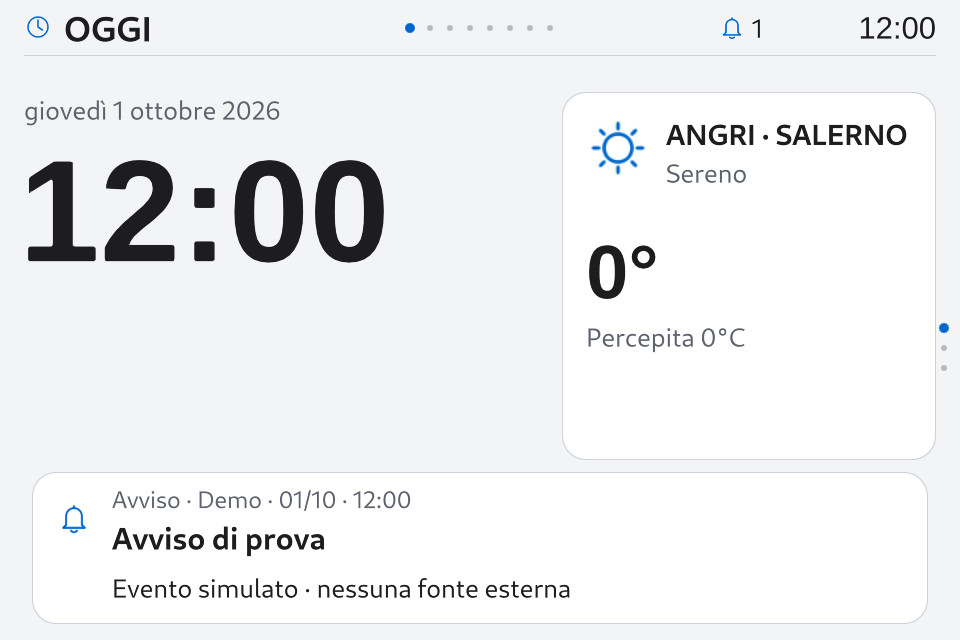 OGGI
1
12:00
giovedì 1 ottobre 2026
12:00
ANGRI · SALERNO
Sereno
0°
Percepita 0°C
Avviso · Demo · 01/10 · 12:00
Avviso di prova
Evento simulato · nessuna fonte esterna